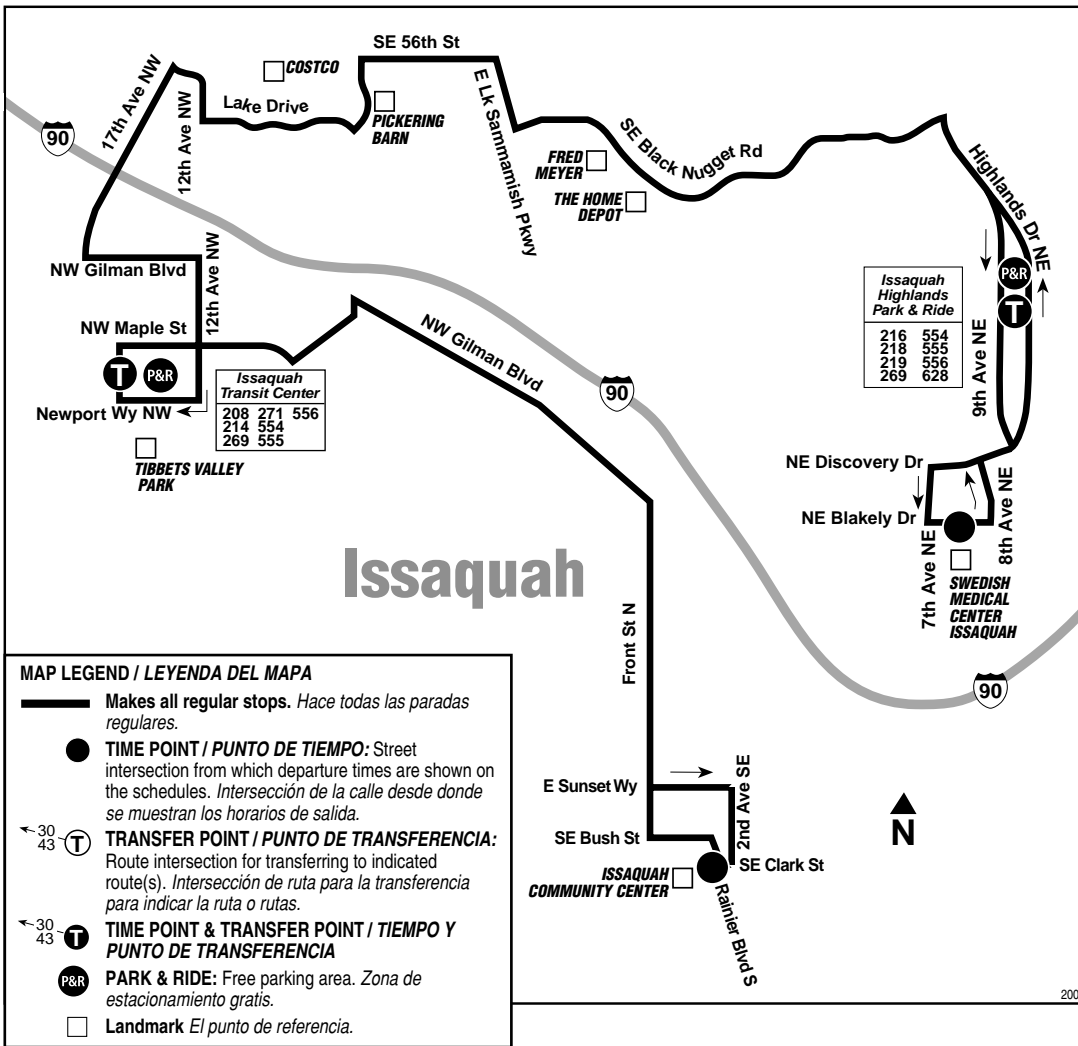 SE 56th St
COSTCO
17th Ave NW
12th Ave NW
Lake Drive
PICKERING
BARN
E Lk Sammamish Pkwy
90
FRED
MEYER
SE Black Nugget Rd
THE HOME
DEPOT
Highlands Dr NE
NW Gilman Blvd
12th Ave NW
P&R
T
Issaquah
Highlands
Park & Ride
216 554
218 555
219 556
269 628
9th Ave NE
NW Maple St
NW Gilman Blvd
T
P&R
Issaquah
Transit Center
208 271 556
214 554
269 555
90
Newport Wy NW
TIBBETS VALLEY
PARK
NE Discovery Dr
NE Blakely Dr
7th Ave NE
8th Ave NE
SWEDISH
MEDICAL
CENTER
ISSAQUAH
Issaquah
Front St N
90
E Sunset Wy
2nd Ave SE
SE Bush St
SE Clark St
ISSAQUAH
COMMUNITY CENTER
Rainier Blvd S
N
MAP LEGEND / LEYENDA DEL MAPA
Makes all regular stops. Hace todas las paradas
regulares.
TIME POINT / PUNTO DE TIEMPO: Street
intersection from which departure times are shown on
the schedules. Intersección de la calle desde donde
se muestran los horarios de salida.
30
43
T
TRANSFER POINT / PUNTO DE TRANSFERENCIA:
Route intersection for transferring to indicated
route(s). Intersección de ruta para la transferencia
para indicar la ruta o rutas.
30
43
T
TIME POINT & TRANSFER POINT / TIEMPO Y
PUNTO DE TRANSFERENCIA
P&R
PARK & RIDE: Free parking area. Zona de
estacionamiento gratis.
Landmark El punto de referencia.
200